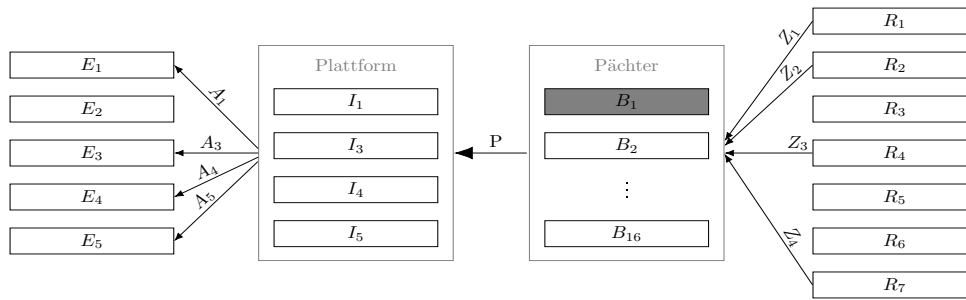 E1
E2
E3
E4
E5
A1
A3
A4
A5
Plattform
I1
I3
I4
I5
P
Pächter
B1
B2
⋮
B16
Z1
Z2
Z3
Z4
R1
R2
R3
R4
R5
R6
R7